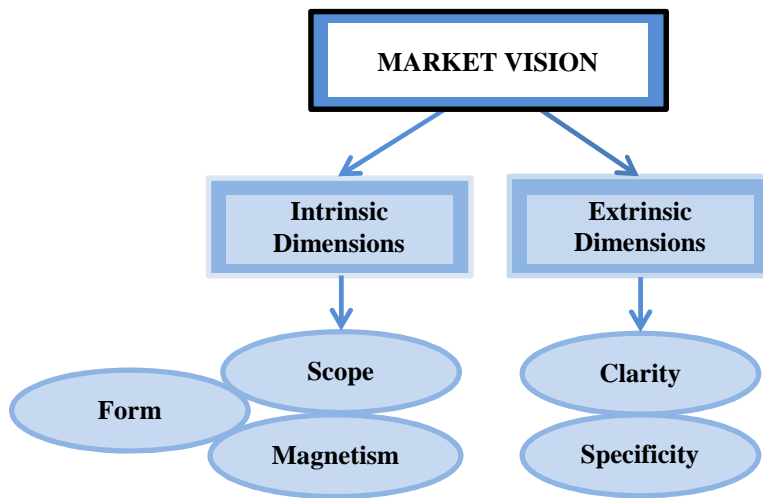 MARKET VISION
Intrinsic
Dimensions
Extrinsic
Dimensions
Scope
Clarity
Form
Magnetism
Specificity